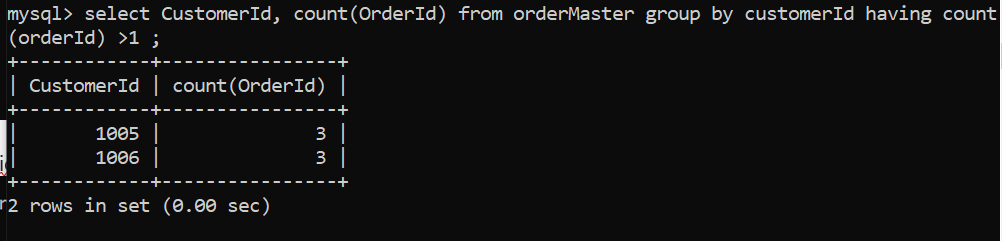 mysql> select CustomerId, count(OrderId) from orderMaster group by customerId having count
(orderId) >1 ;
+------------+----------------+
| CustomerId | count(OrderId) |
+------------+----------------+
|       1005 |              3 |
|       1006 |              3 |
+------------+----------------+
2 rows in set (0.00 sec)